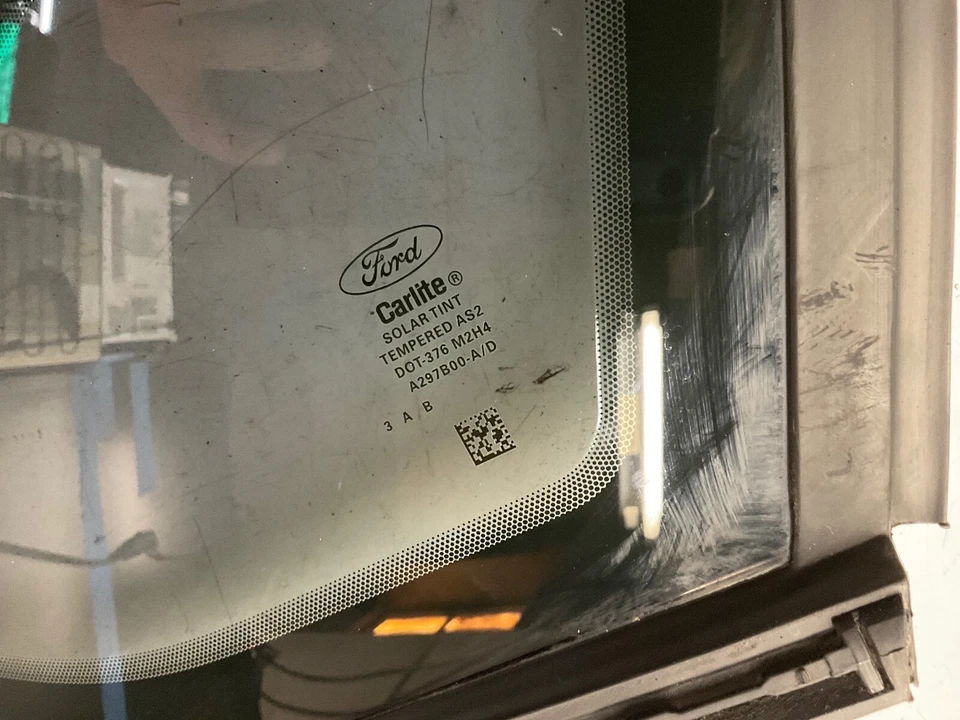 Ford
Carlite®
SOLAR TINT
TEMPERED AS2
DOT-376 M2H4
A297B00-A/D
3 A B